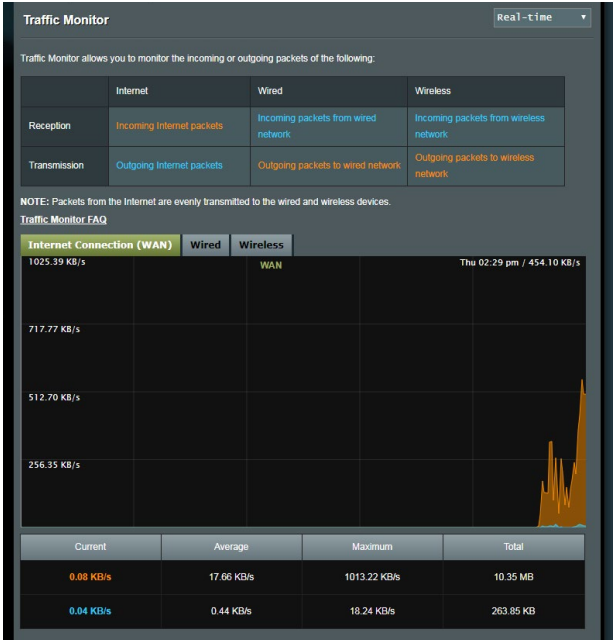 Traffic Monitor
Real-time
Traffic Monitor allows you to monitor the incoming or outgoing packets of the following:
Internet Wired Wireless
Reception Incoming Internet packets Incoming packets from wired network Incoming packets from wireless network
Transmission Outgoing Internet packets Outgoing packets to wired network Outgoing packets to wireless network
NOTE: Packets from the Internet are evenly transmitted to the wired and wireless devices.
Traffic Monitor FAQ
Internet Connection (WAN) Wired Wireless
1025.39 KB/s WAN Thu 02:29 pm / 454.10 KB/s
717.77 KB/s
512.70 KB/s
256.35 KB/s
Current Average Maximum Total
0.08 KB/s 17.66 KB/s 1013.22 KB/s 10.35 MB
0.04 KB/s 0.44 KB/s 18.24 KB/s 263.85 KB